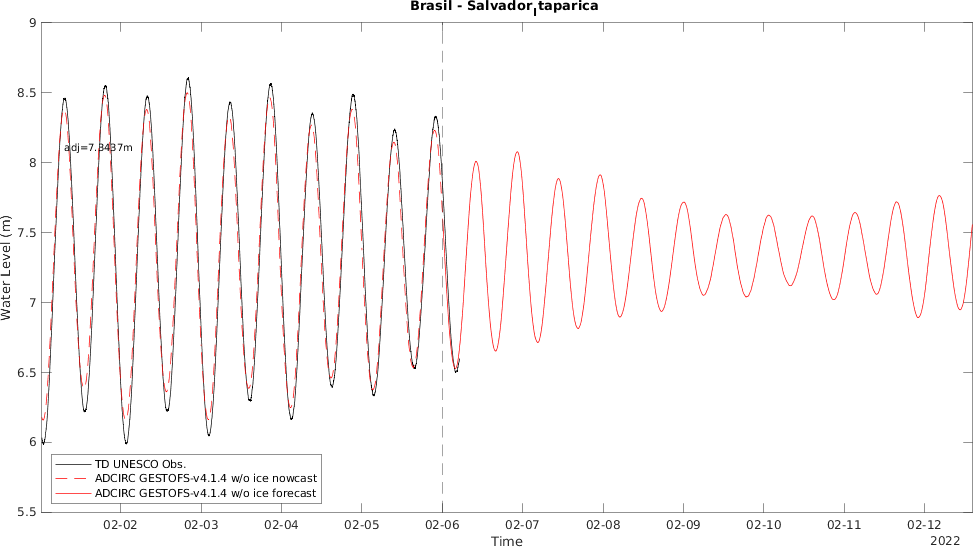 Brasil - Salvador_Itaparica
9
8.5
8
7.5
7
6.5
6
5.5
Water Level (m)
adj=7.3437m
TD UNESCO Obs.
ADCIRC GESTOFS-v4.1.4 w/o ice nowcast
ADCIRC GESTOFS-v4.1.4 w/o ice forecast
02-02 02-03 02-04 02-05 02-06 02-07 02-08 02-09 02-10 02-11 02-12
Time
2022